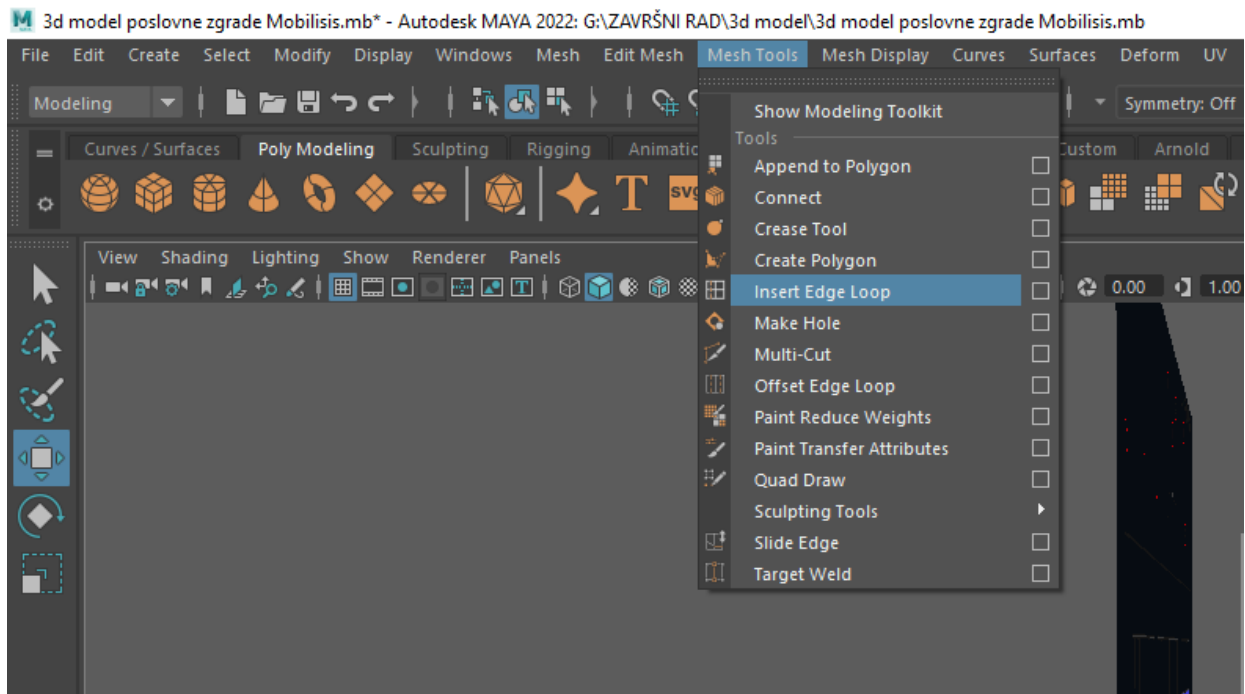 3d model poslovne zgrade Mobilisis.mb* - Autodesk MAYA 2022: G:\ZAVRŠNI RAD\3d model\3d model poslovne zgrade Mobilisis.mb
File Edit Create Select Modify Display Windows Mesh Edit Mesh Mesh Tools Mesh Display Curves Surfaces Deform UV
Modeling Symmetry: Off
Curves / Surfaces Poly Modeling Sculpting Rigging Animatic Custom Arnold
T SVG
View Shading Lighting Show Renderer Panels
T 0.00 1.00
Show Modeling Toolkit
Tools
Append to Polygon
Connect
Crease Tool
Create Polygon
Insert Edge Loop
Make Hole
Multi-Cut
Offset Edge Loop
Paint Reduce Weights
Paint Transfer Attributes
Quad Draw
Sculpting Tools
Slide Edge
Target Weld